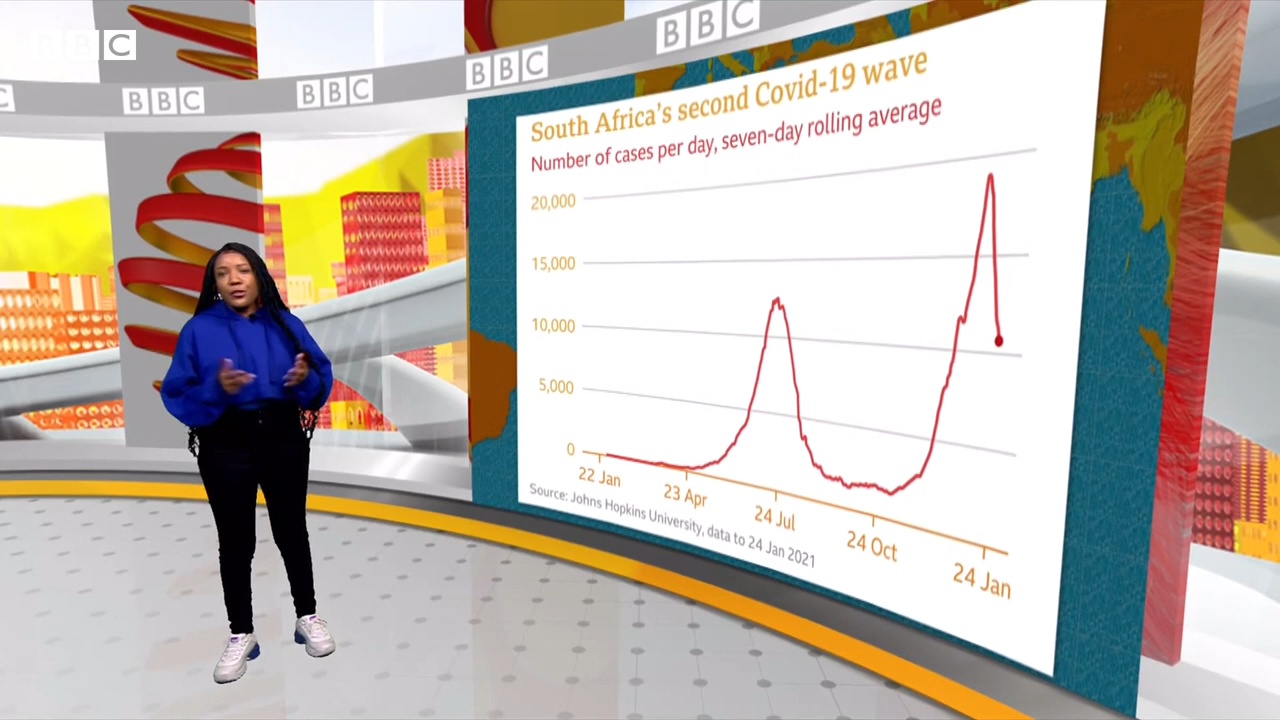 BBC
C
BBC
BBC
BBC
BBC
South Africa's second Covid-19 wave
Number of cases per day, seven-day rolling average
20,000
15,000
10,000
5,000
0
22 Jan
23 Apr
24 Jul
24 Oct
24 Jan
Source: Johns Hopkins University, data to 24 Jan 2021